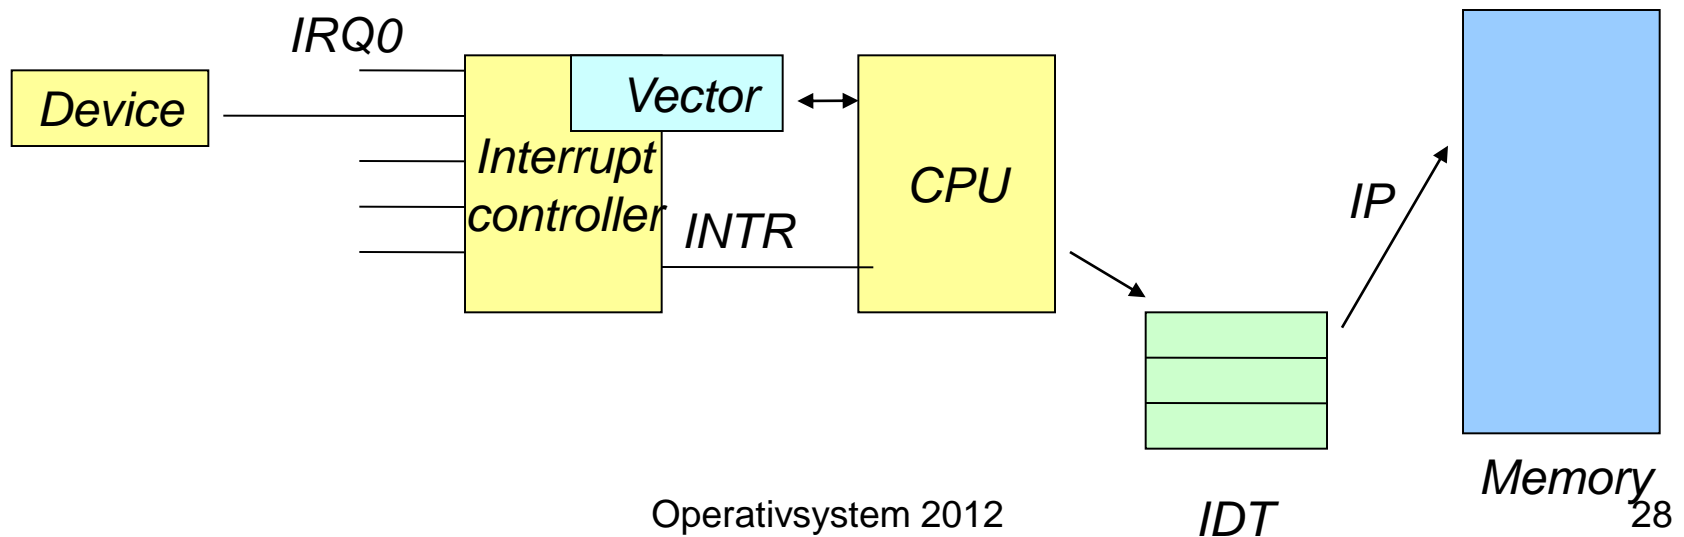 IRQ0
Device
Vector
Interrupt
controller
CPU
INTR
IP
Memory
IDT
Operativsystem 2012
28